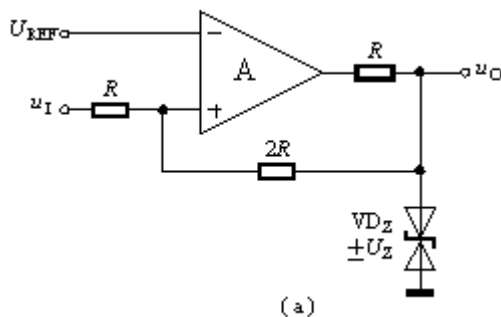 U_REF
− A R u_O
u_I R +
2R
VD_Z
±U_Z
(a)